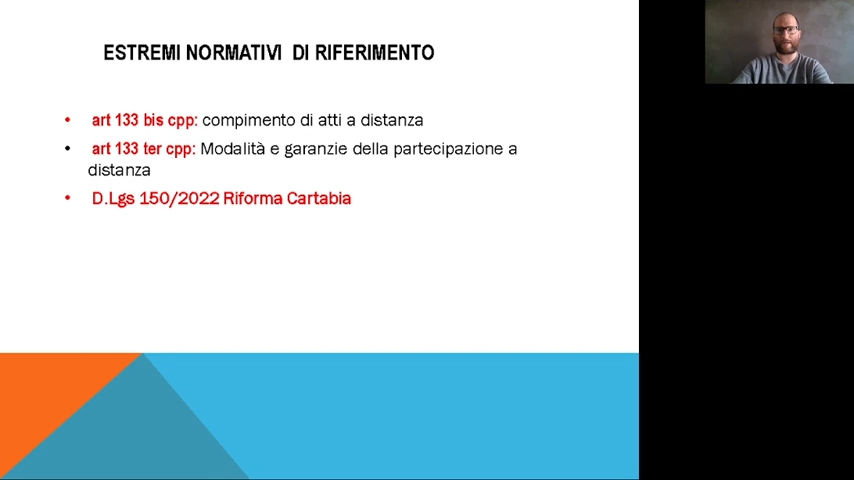 ESTREMI NORMATIVI DI RIFERIMENTO
• art 133 bis cpp: compimento di atti a distanza
• art 133 ter cpp: Modalità e garanzie della partecipazione a
distanza
• D.Lgs 150/2022 Riforma Cartabia